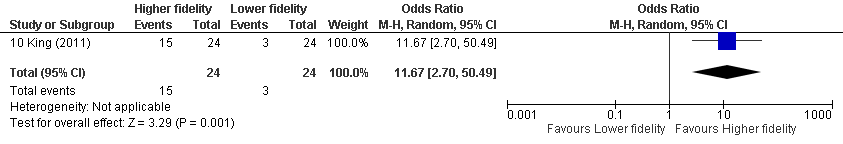 Higher fidelity Lower fidelity Odds Ratio Odds Ratio
Study or Subgroup Events Total Events Total Weight M-H, Random, 95% CI M-H, Random, 95% CI
10 King (2011) 15 24 3 24 100.0% 11.67 [2.70, 50.49]
Total (95% CI) 24 24 100.0% 11.67 [2.70, 50.49]
Total events 15 3
Heterogeneity: Not applicable
Test for overall effect: Z = 3.29 (P = 0.001)
0.001 0.1 1 10 1000
Favours Lower fidelity Favours Higher fidelity